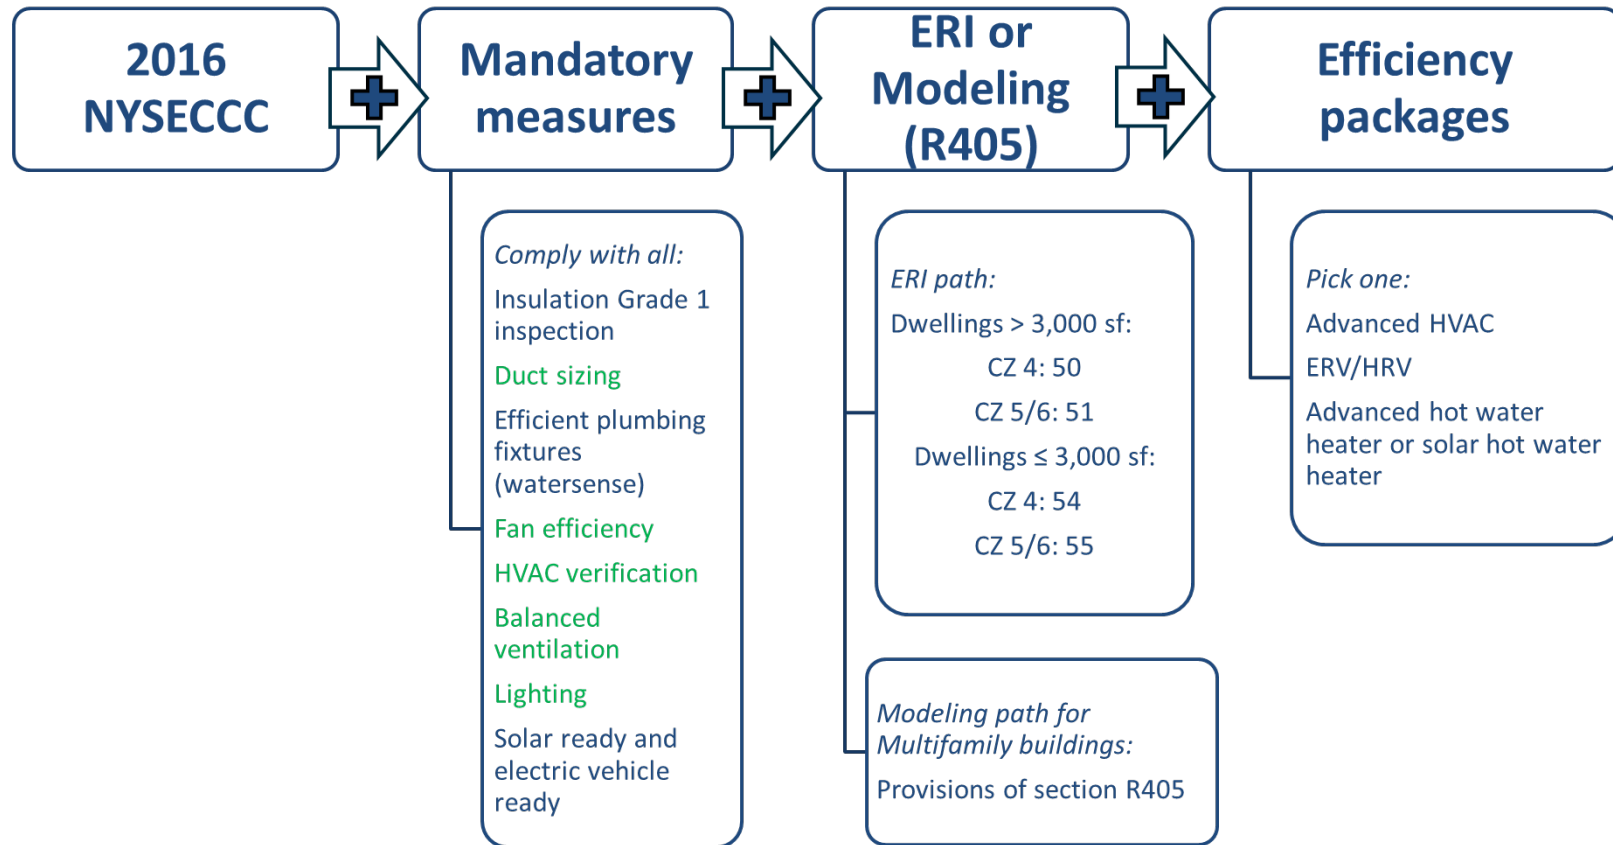 2016
NYSECCC
Mandatory
measures
ERI or
Modeling
(R405)
Efficiency
packages
Comply with all:
Insulation Grade 1
inspection
Duct sizing
Efficient plumbing
fixtures
(watersense)
Fan efficiency
HVAC verification
Balanced
ventilation
Lighting
Solar ready and
electric vehicle
ready
ERI path:
Dwellings > 3,000 sf:
CZ 4: 50
CZ 5/6: 51
Dwellings ≤ 3,000 sf:
CZ 4: 54
CZ 5/6: 55
Modeling path for
Multifamily buildings:
Provisions of section R405
Pick one:
Advanced HVAC
ERV/HRV
Advanced hot water
heater or solar hot water
heater